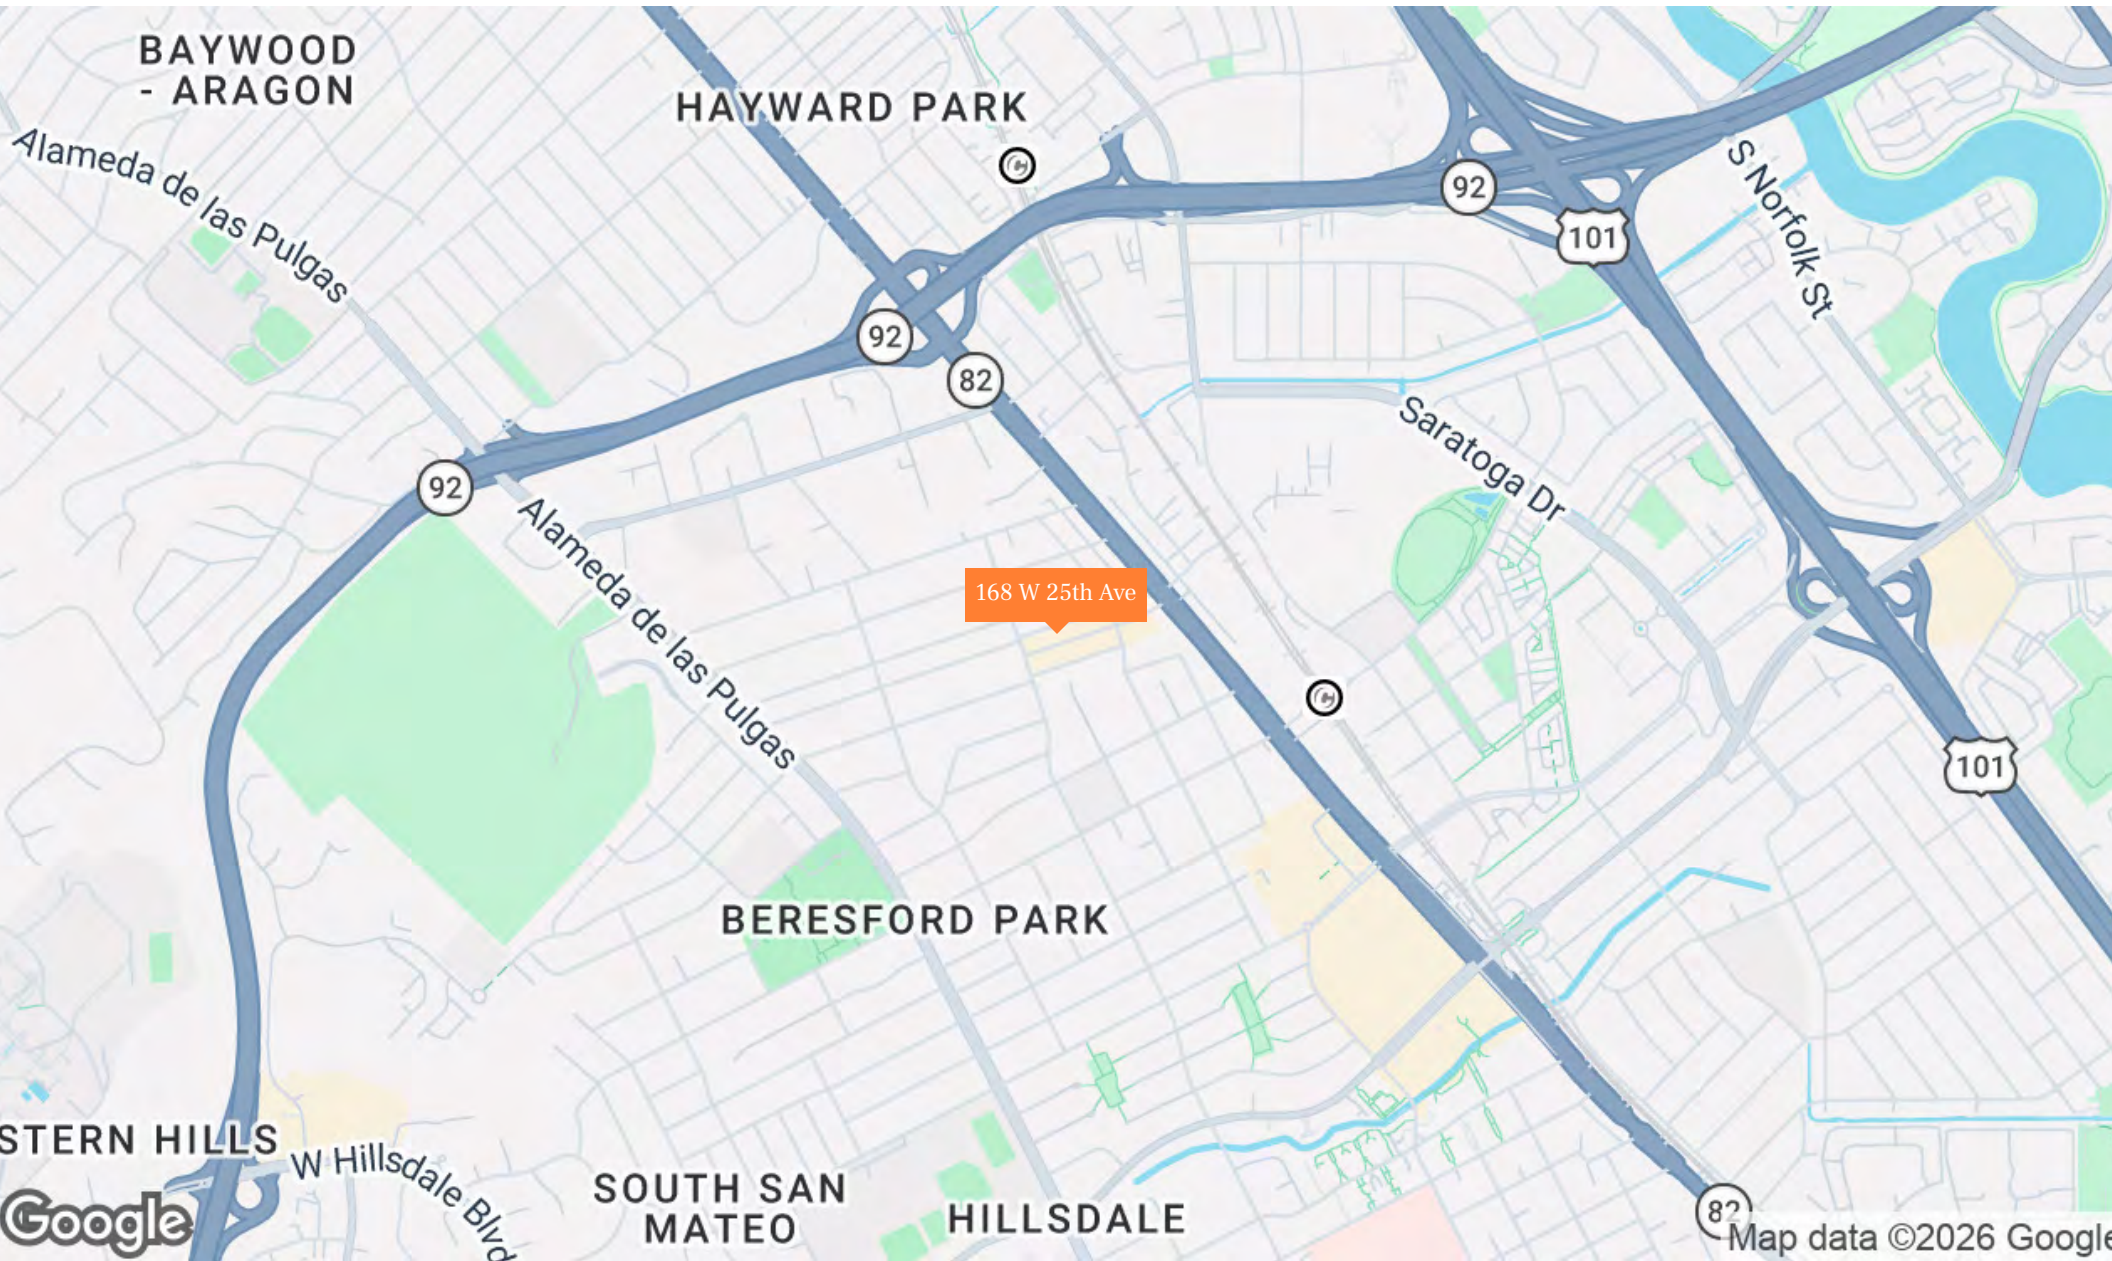 BAYWOOD
- ARAGON
HAYWARD PARK
Alameda de las Pulgas
92
101
S Norfolk St
92
82
Saratoga Dr
92
Alameda de las Pulgas
168 W 25th Ave
101
BERESFORD PARK
STERN HILLS
W Hillsdale Blvd
SOUTH SAN
MATEO
HILLSDALE
82
Google
Map data ©2026 Google